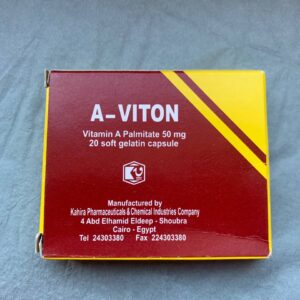 A-VITON
Vitamin A Palmitate 50 mg
20 soft gelatin capsule
Manufactured by
Kahira Pharmaceuticals & Chemical Industries Company
4 Abd Elhamid Eldeep - Shoubra
Cairo - Egypt
Tel 24303380 Fax 224303380